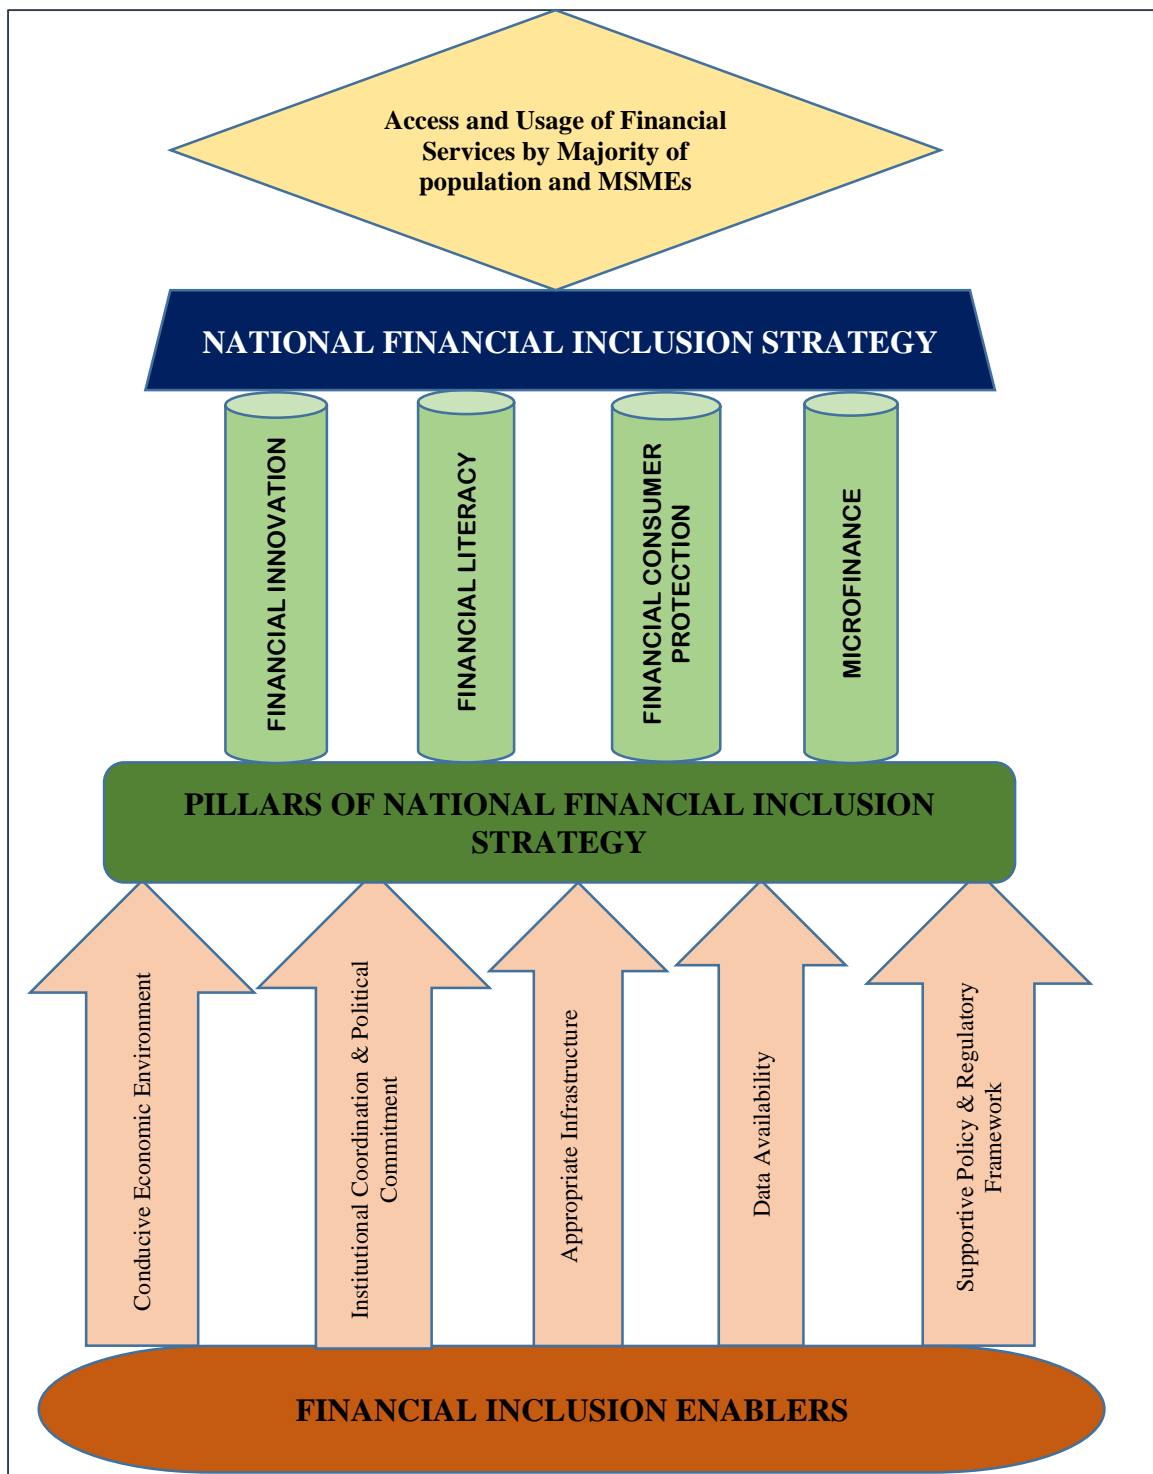 Access and Usage of Financial
Services by Majority of
population and MSMEs
NATIONAL FINANCIAL INCLUSION STRATEGY
FINANCIAL INNOVATION
FINANCIAL LITERACY
FINANCIAL CONSUMER
PROTECTION
MICROFINANCE
PILLARS OF NATIONAL FINANCIAL INCLUSION
STRATEGY
Conducive Economic Environment
Institutional Coordination & Political
Commitment
Appropriate Infrastructure
Data Availability
Supportive Policy & Regulatory
Framework
FINANCIAL INCLUSION ENABLERS